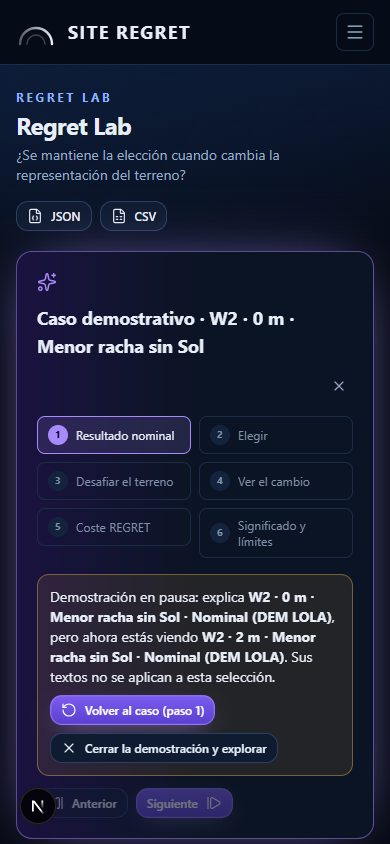 SITE REGRET
REGRET LAB
Regret Lab
¿Se mantiene la elección cuando cambia la
representación del terreno?
JSON
CSV
Caso demostrativo · W2 · 0 m ·
Menor racha sin Sol
1 Resultado nominal
2 Elegir
3 Desafiar el terreno
4 Ver el cambio
5 Coste REGRET
6 Significado y
límites
Demostración en pausa: explica W2 · 0 m ·
Menor racha sin Sol · Nominal (DEM LOLA),
pero ahora estás viendo W2 · 2 m · Menor
racha sin Sol · Nominal (DEM LOLA). Sus
textos no se aplican a esta selección.
Volver al caso (paso 1)
Cerrar la demostración y explorar
N
Anterior
Siguiente